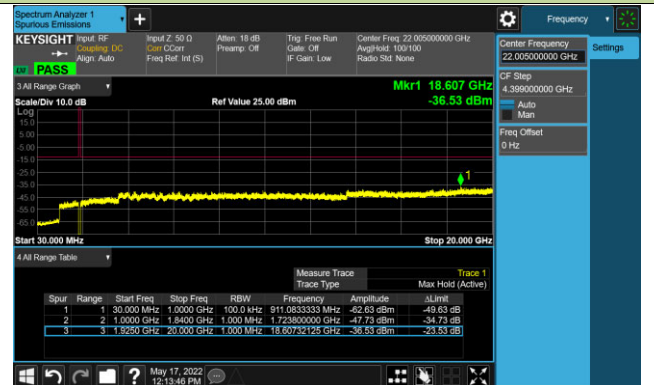 Spectrum Analyzer 1
Spurious Emissions
Frequency
KEYSIGHT
Input: RF
Coupling: DC
Align: Auto
Input Z: 50 Ω
Corr CCorr
Freq Ref: Int (S)
Atten: 18 dB
Preamp: Off
Trig: Free Run
Gate: Off
IF Gain: Low
Center Freq: 22.005000000 GHz
Avg|Hold: 100/100
Radio Std: None
LXI PASS
Center Frequency
22.005000000 GHz
Settings
CF Step
4.399000000 GHz
Auto
Man
Freq Offset
0 Hz
3 All Range Graph
Mkr1 18.607 GHz
Scale/Div 10.0 dB
Ref Value 25.00 dBm
-36.53 dBm
Log
15.0
5.00
-5.00
-15.0
-25.0
-35.0
-45.0
-55.0
-65.0
1
Start 30.000 MHz
Stop 20.000 GHz
4 All Range Table
Measure Trace Trace 1
Trace Type Max Hold (Active)
Spur Range Start Freq Stop Freq RBW Frequency Amplitude ΔLimit
1 1 30.000 MHz 1.0000 GHz 100.0 kHz 911.0833333 MHz -62.63 dBm -49.63 dB
2 2 1.0000 GHz 1.8400 GHz 1.000 MHz 1.723800000 GHz -47.73 dBm -34.73 dB
3 3 1.9250 GHz 20.000 GHz 1.000 MHz 18.60732125 GHz -36.53 dBm -23.53 dB
May 17, 2022
12:13:46 PM